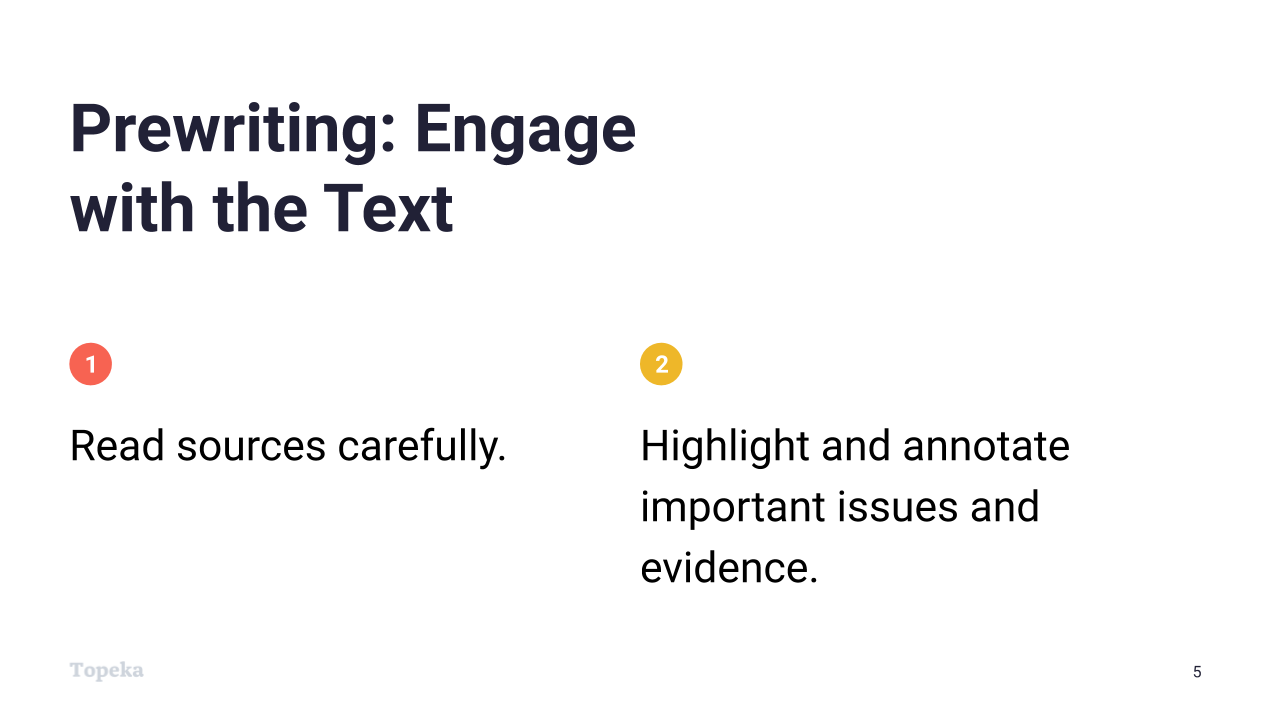 Prewriting: Engage
with the Text
1
Read sources carefully.
2
Highlight and annotate
important issues and
evidence.
Topeka
5